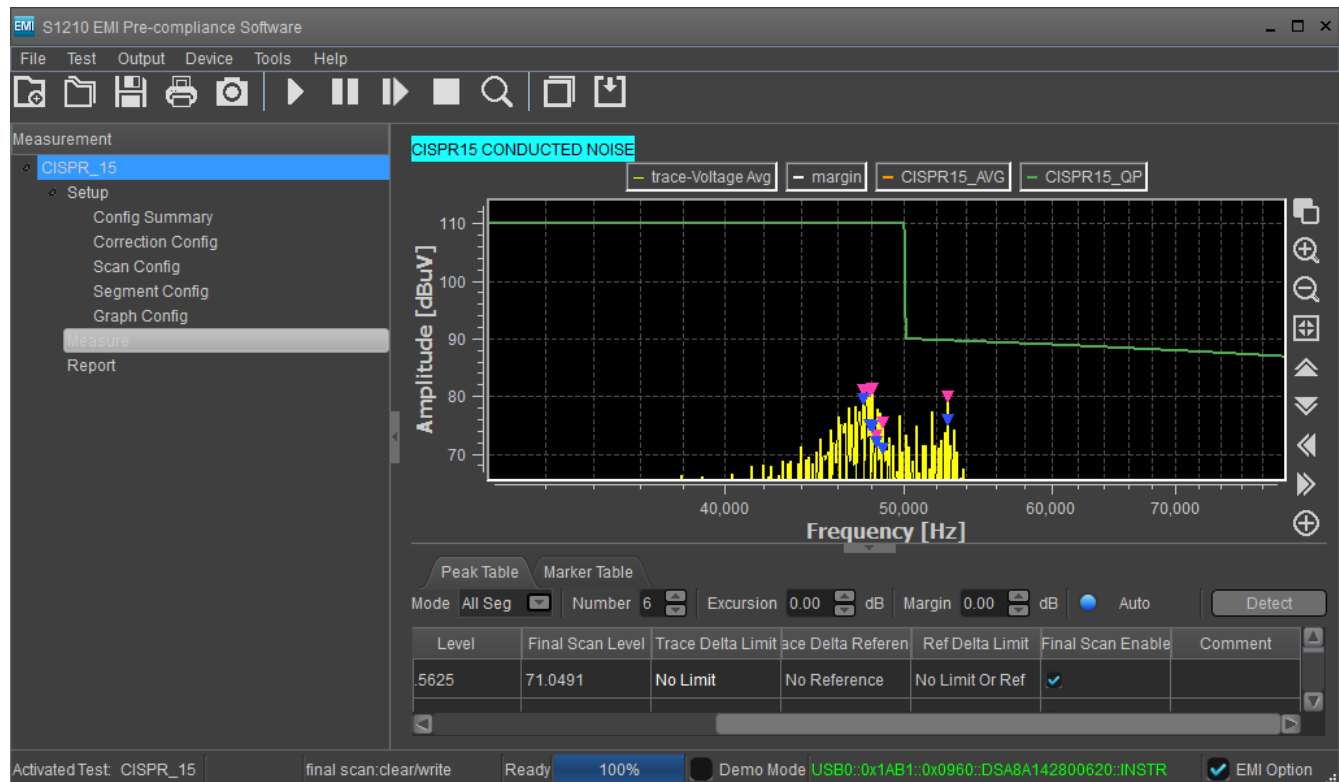 EMI S1210 EMI Pre-compliance Software
File Test Output Device Tools Help
Measurement
CISPR_15
Setup
Config Summary
Correction Config
Scan Config
Segment Config
Graph Config
Measure
Report
CISPR15 CONDUCTED NOISE
trace-Voltage Avg margin CISPR15_AVG CISPR15_QP
Amplitude [dBuV]
110
100
90
80
70
40,000 50,000 60,000 70,000
Frequency [Hz]
Peak Table Marker Table
Mode All Seg Number 6 Excursion 0.00 dB Margin 0.00 dB Auto Detect
Level Final Scan Level Trace Delta Limit ace Delta Referen Ref Delta Limit Final Scan Enable Comment
.5625 71.0491 No Limit No Reference No Limit Or Ref
Activated Test: CISPR_15 final scan:clear/write Ready 100% Demo Mode USB0::0x1AB1::0x0960::DSA8A142800620::INSTR EMI Option